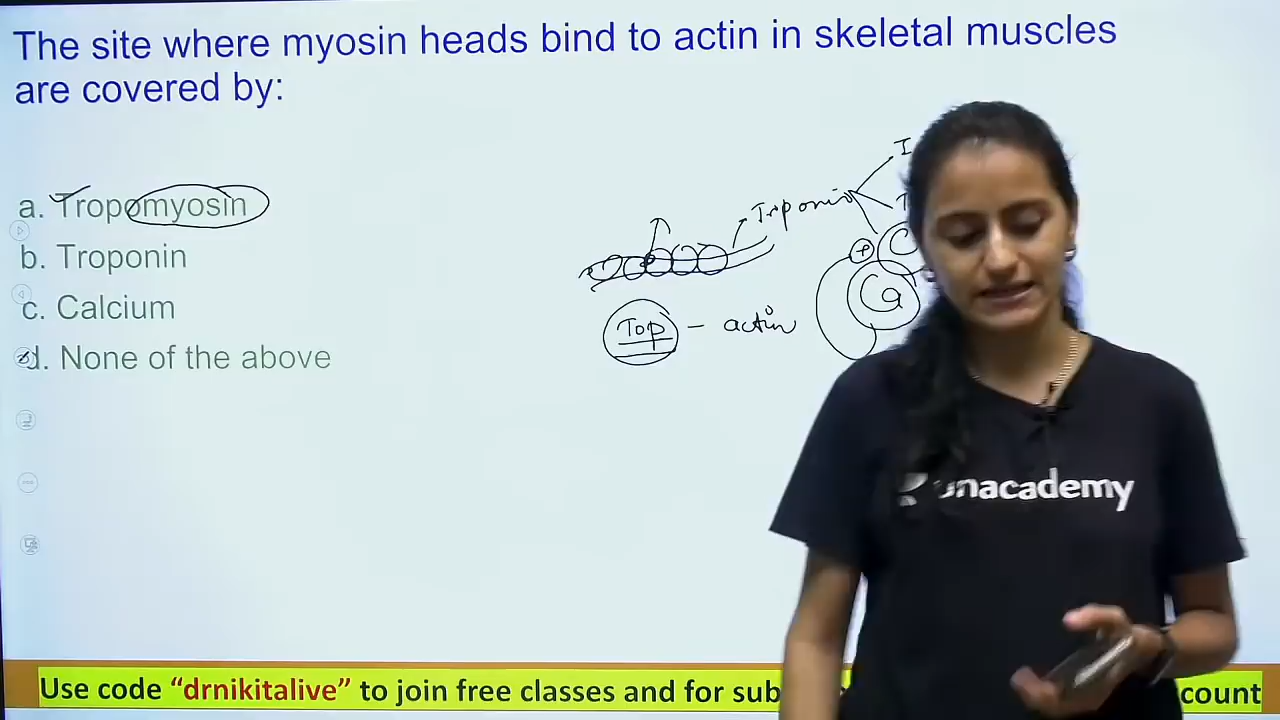 The site where myosin heads bind to actin in skeletal muscles
are covered by:
a. Tropomyosin
b. Troponin
c. Calcium
d. None of the above
I
Troponin
T
C
Ca
Top - actin
unacademy
Use code “drnikitalive” to join free classes and for sub
count